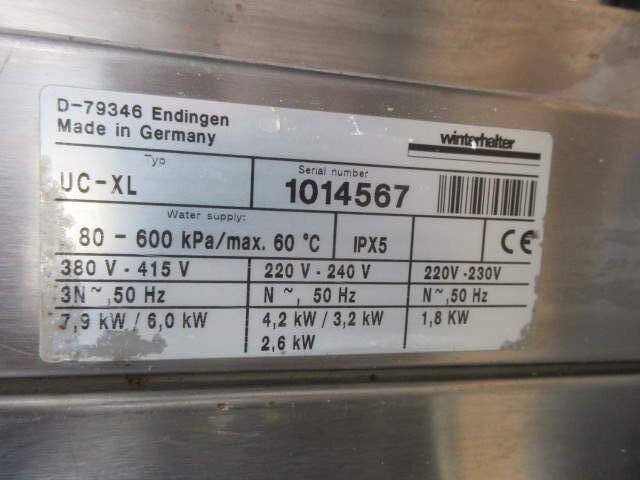 D-79346 Endingen
Made in Germany
winterhalter
Typ
UC-XL
Serial number
1014567
Water supply:
80 - 600 kPa/max. 60 °C
IPX5
CE
380 V - 415 V
220 V - 240 V
220V -230V
3N~, 50 Hz
N ~, 50 Hz
N~, 50 Hz
7,9 kW / 6,0 kW
4,2 kW / 3,2 kW
1,8 KW
2,6 kW